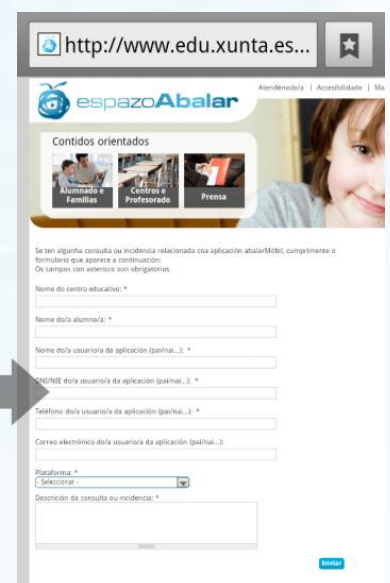 http://www.edu.xunta.es...
Atendémolo/a | Accesibilidade | Ma
espazoAbalar
Contidos orientados
Alumnado e
Familias
Centros e
Profesorado
Prensa
Se ten algunha consulta ou incidencia relacionada coa aplicación abalarMóbil, cumprimente o
formulario que aparece a continuación:
Os campos con asterisco son obrigatorios.
Nome do centro educativo: *
Nome do/a alumno/a: *
Nome do/a usuario/a da aplicación (pai/nai...): *
DNI/NIE do/a usuario/a da aplicación (pai/nai...): *
Teléfono do/a usuario/a da aplicación (pai/nai...): *
Correo electrónico do/a usuario/a da aplicación (pai/nai...):
Plataforma: *
- Seleccionar -
Descrición da consulta ou incidencia: *
Enviar